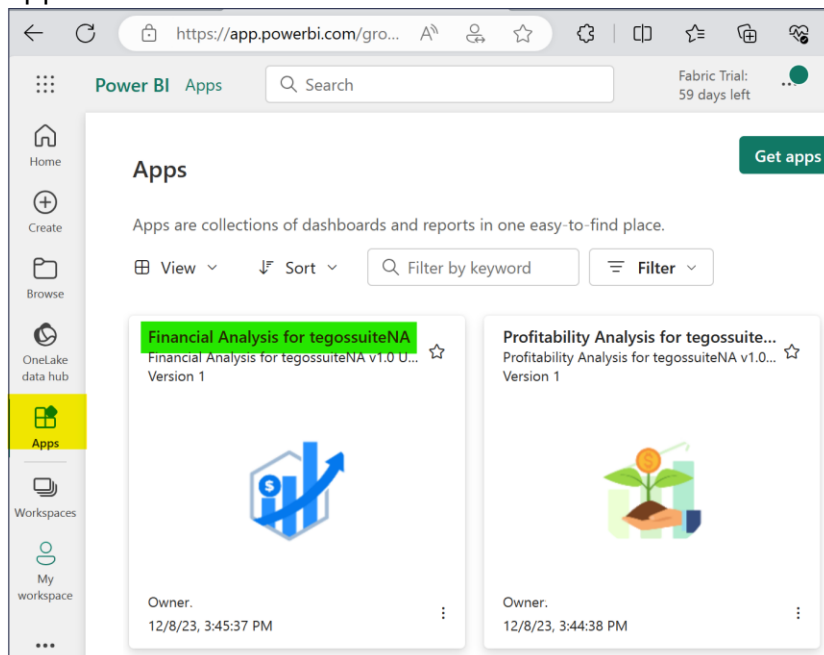 https://app.powerbi.com/gro...
Power BI Apps Search Fabric Trial:
59 days left
Home
Create
Browse
OneLake
data hub
Apps
Workspaces
My
workspace
Apps
Get apps
Apps are collections of dashboards and reports in one easy-to-find place.
View Sort Filter by keyword Filter
Financial Analysis for tegossuiteNA
Financial Analysis for tegossuiteNA v1.0 U...
Version 1
Owner.
12/8/23, 3:45:37 PM
Profitability Analysis for tegossuite...
Profitability Analysis for tegossuiteNA v1.0...
Version 1
Owner.
12/8/23, 3:44:38 PM